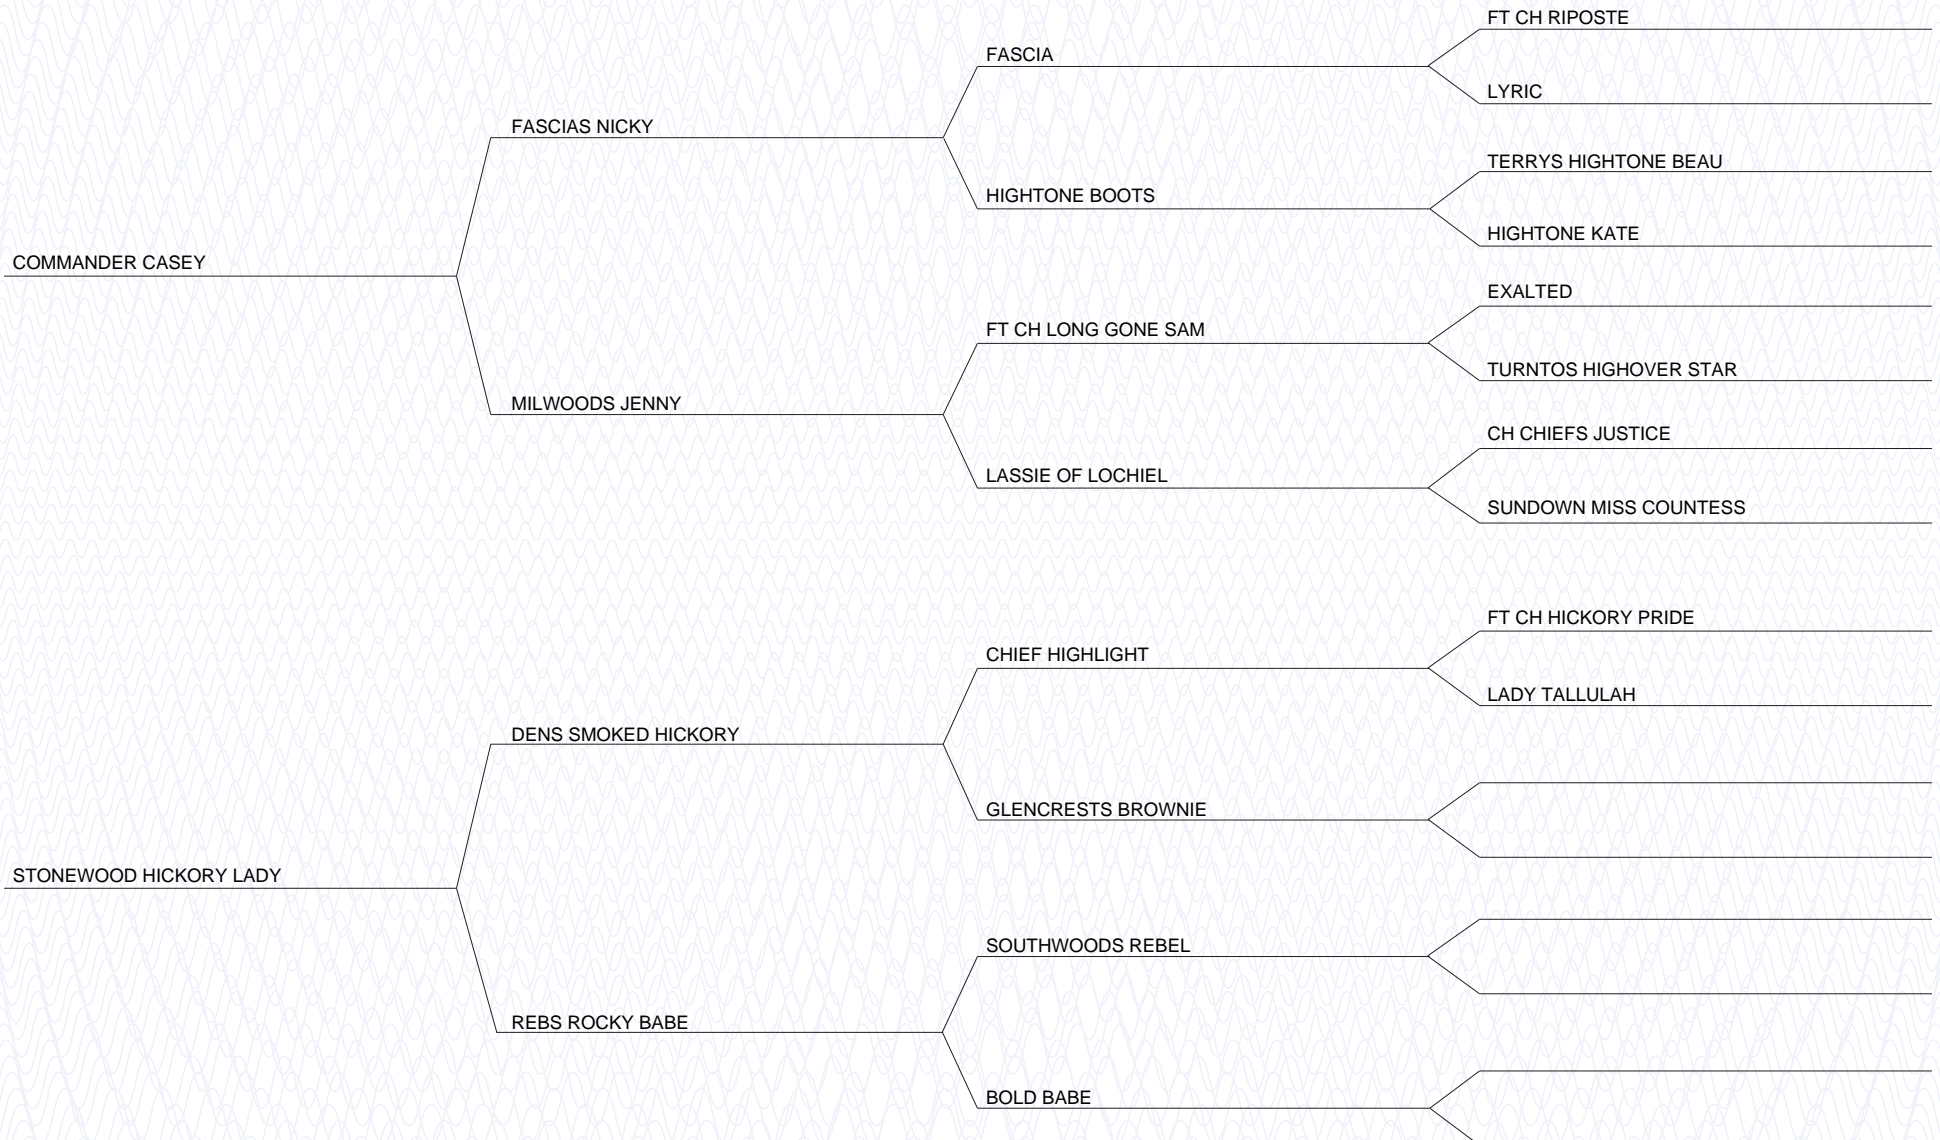 FT CH RIPOSTE
FASCIA
LYRIC
FASCIAS NICKY
TERRYS HIGHTONE BEAU
HIGHTONE BOOTS
HIGHTONE KATE
COMMANDER CASEY
EXALTED
FT CH LONG GONE SAM
TURNTOS HIGHOVER STAR
MILWOODS JENNY
CH CHIEFS JUSTICE
LASSIE OF LOCHIEL
SUNDOWN MISS COUNTESS
FT CH HICKORY PRIDE
CHIEF HIGHLIGHT
LADY TALLULAH
DENS SMOKED HICKORY
GLENCRESTS BROWNIE
STONEWOOD HICKORY LADY
SOUTHWOODS REBEL
REBS ROCKY BABE
BOLD BABE